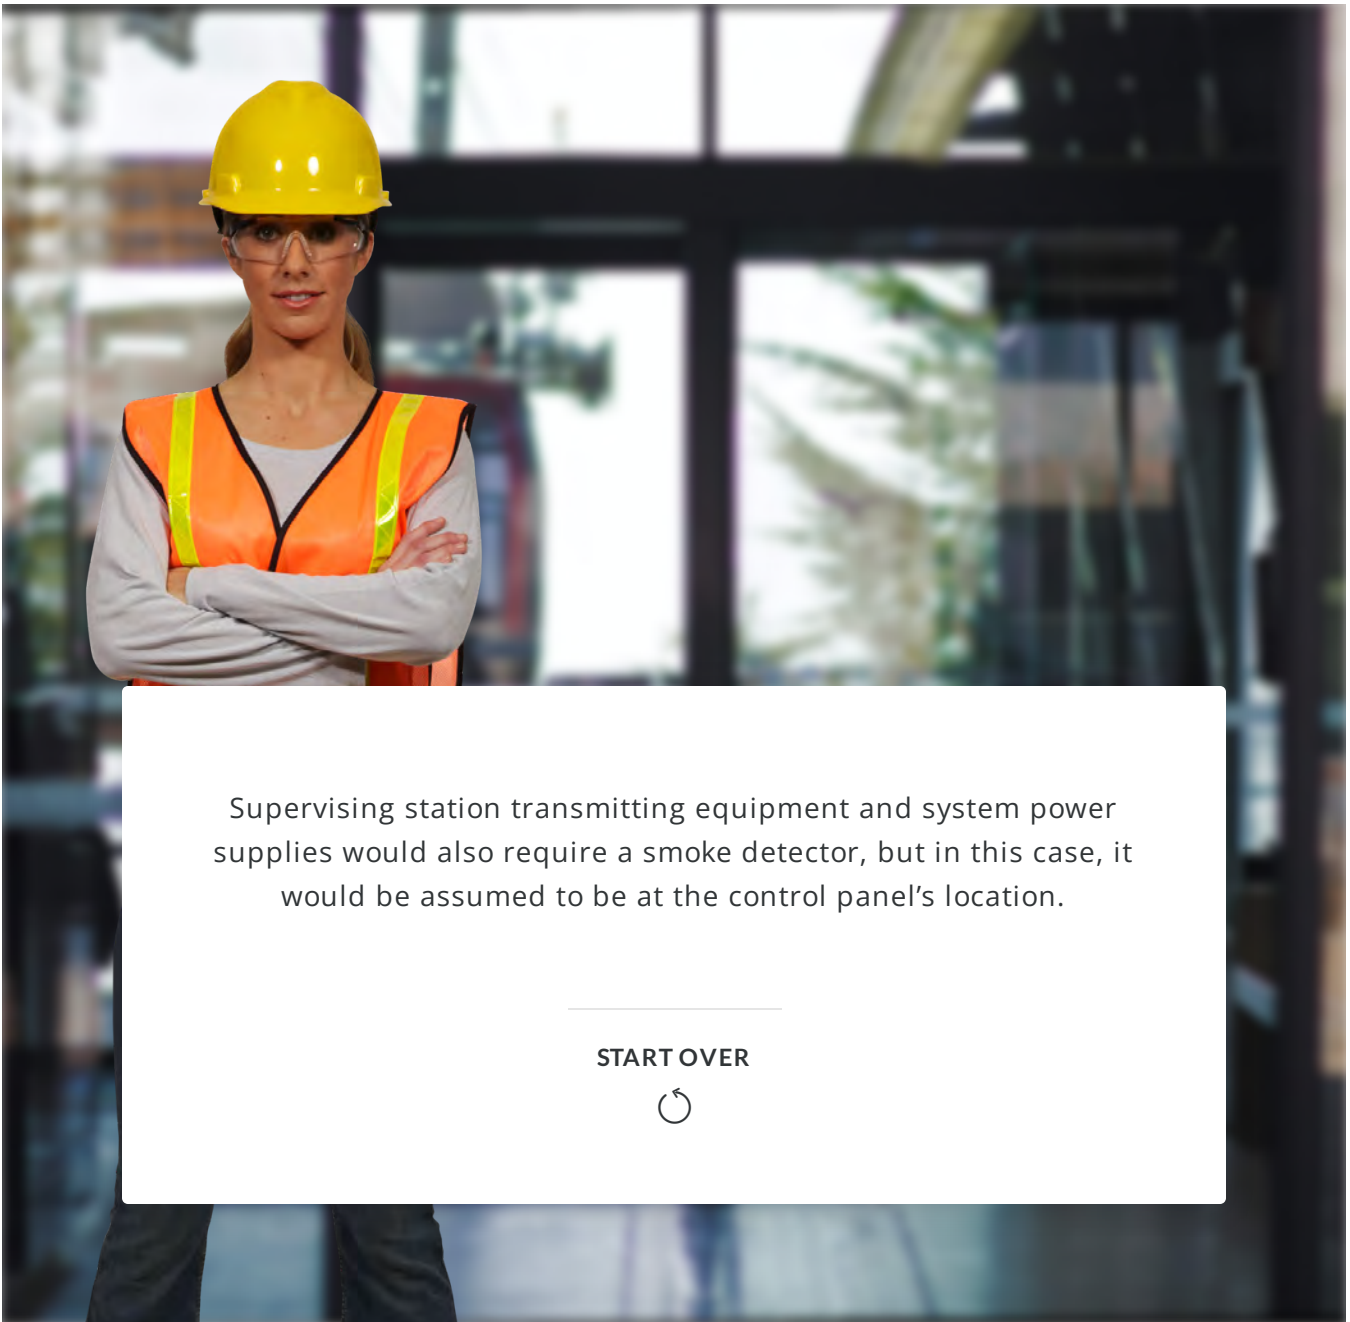 Supervising station transmitting equipment and system power
supplies would also require a smoke detector, but in this case, it
would be assumed to be at the control panel’s location.
START OVER